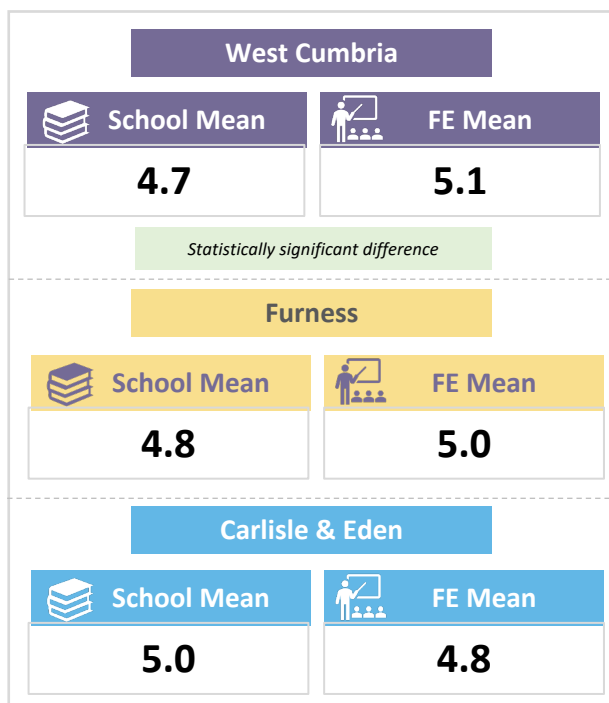 West Cumbria
School Mean
FE Mean
4.7
5.1
Statistically significant difference
Furness
School Mean
FE Mean
4.8
5.0
Carlisle & Eden
School Mean
FE Mean
5.0
4.8